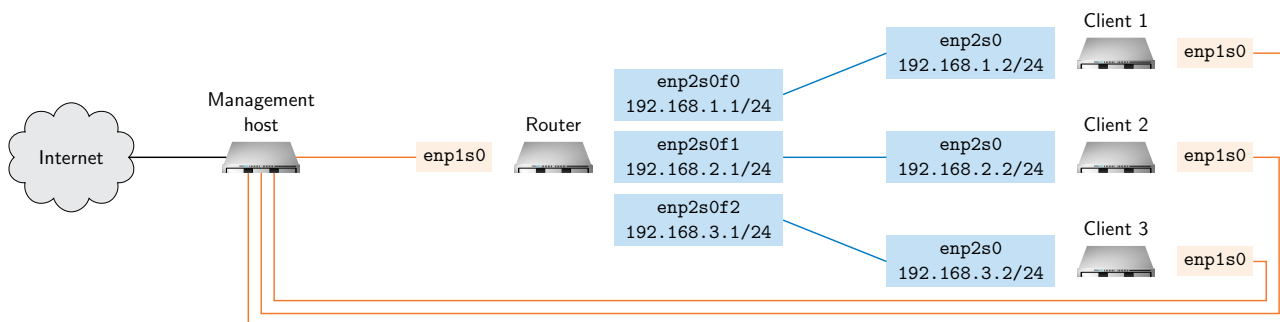 Internet
Management
host
enp1s0
Router
enp2s0f0
192.168.1.1/24
enp2s0f1
192.168.2.1/24
enp2s0f2
192.168.3.1/24
enp2s0
192.168.1.2/24
Client 1
enp1s0
enp2s0
192.168.2.2/24
Client 2
enp1s0
enp2s0
192.168.3.2/24
Client 3
enp1s0